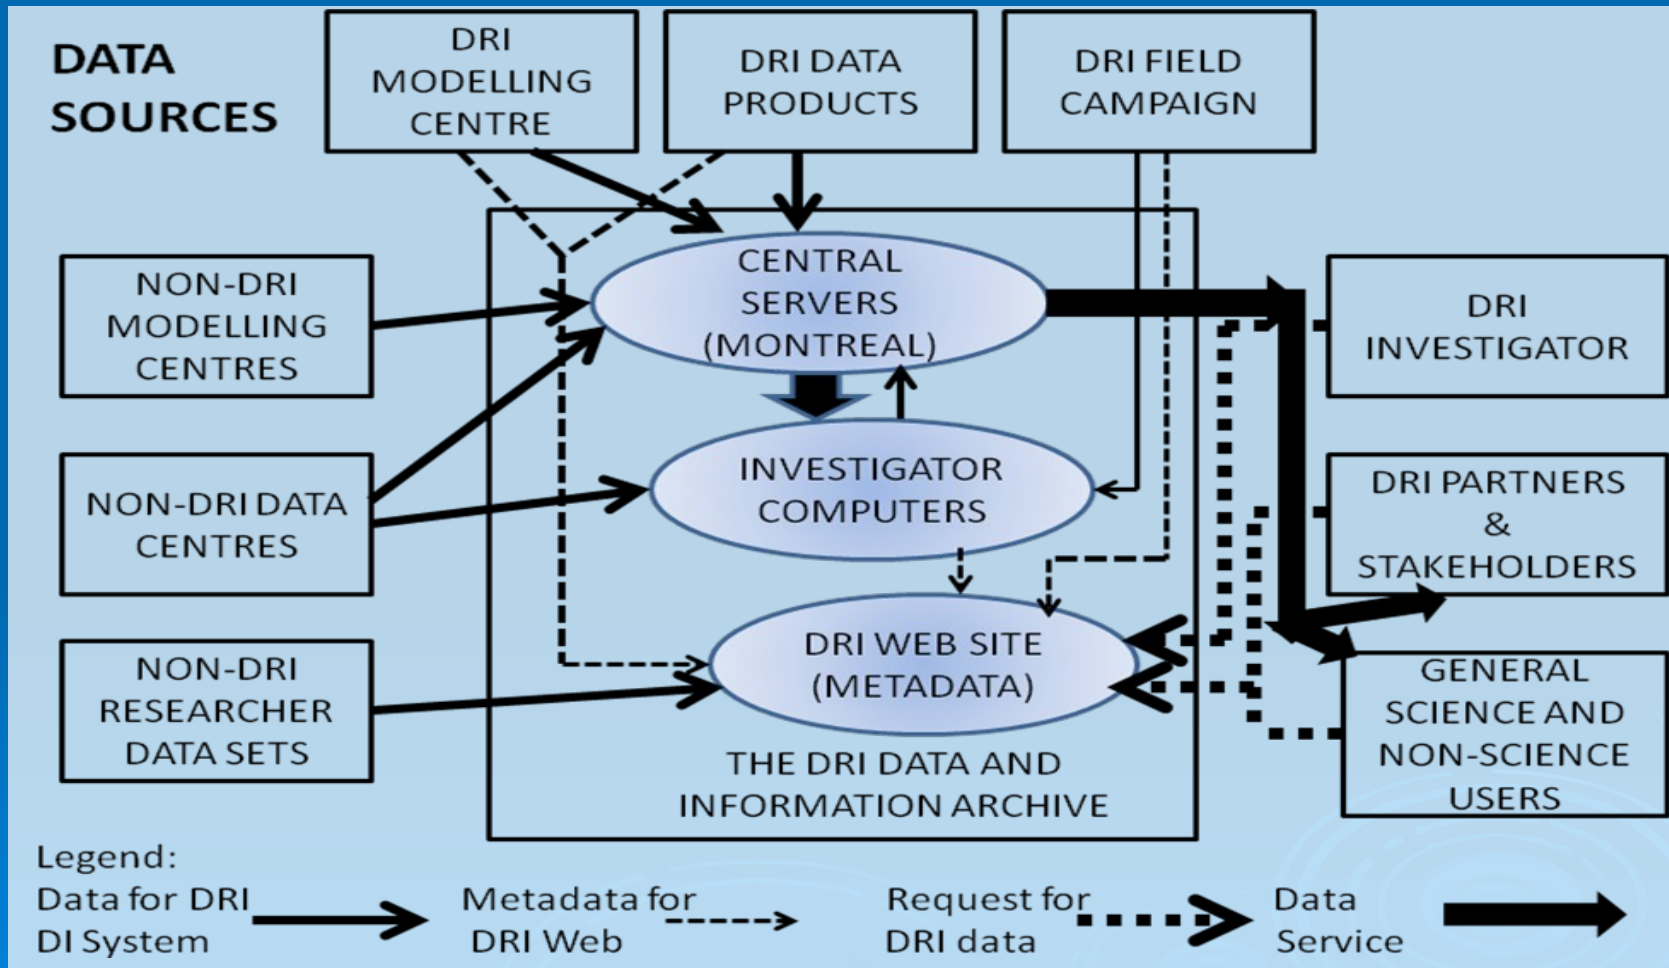 DATA
SOURCES
DRI
MODELLING
CENTRE
DRI DATA
PRODUCTS
DRI FIELD
CAMPAIGN
NON-DRI
MODELLING
CENTRES
NON-DRI DATA
CENTRES
NON-DRI
RESEARCHER
DATA SETS
CENTRAL
SERVERS
(MONTREAL)
INVESTIGATOR
COMPUTERS
DRI WEB SITE
(METADATA)
THE DRI DATA AND
INFORMATION ARCHIVE
DRI
INVESTIGATOR
DRI PARTNERS
&
STAKEHOLDERS
GENERAL
SCIENCE AND
NON-SCIENCE
USERS
Legend:
Data for DRI
DI System
Metadata for
DRI Web
Request for
DRI data
Data
Service